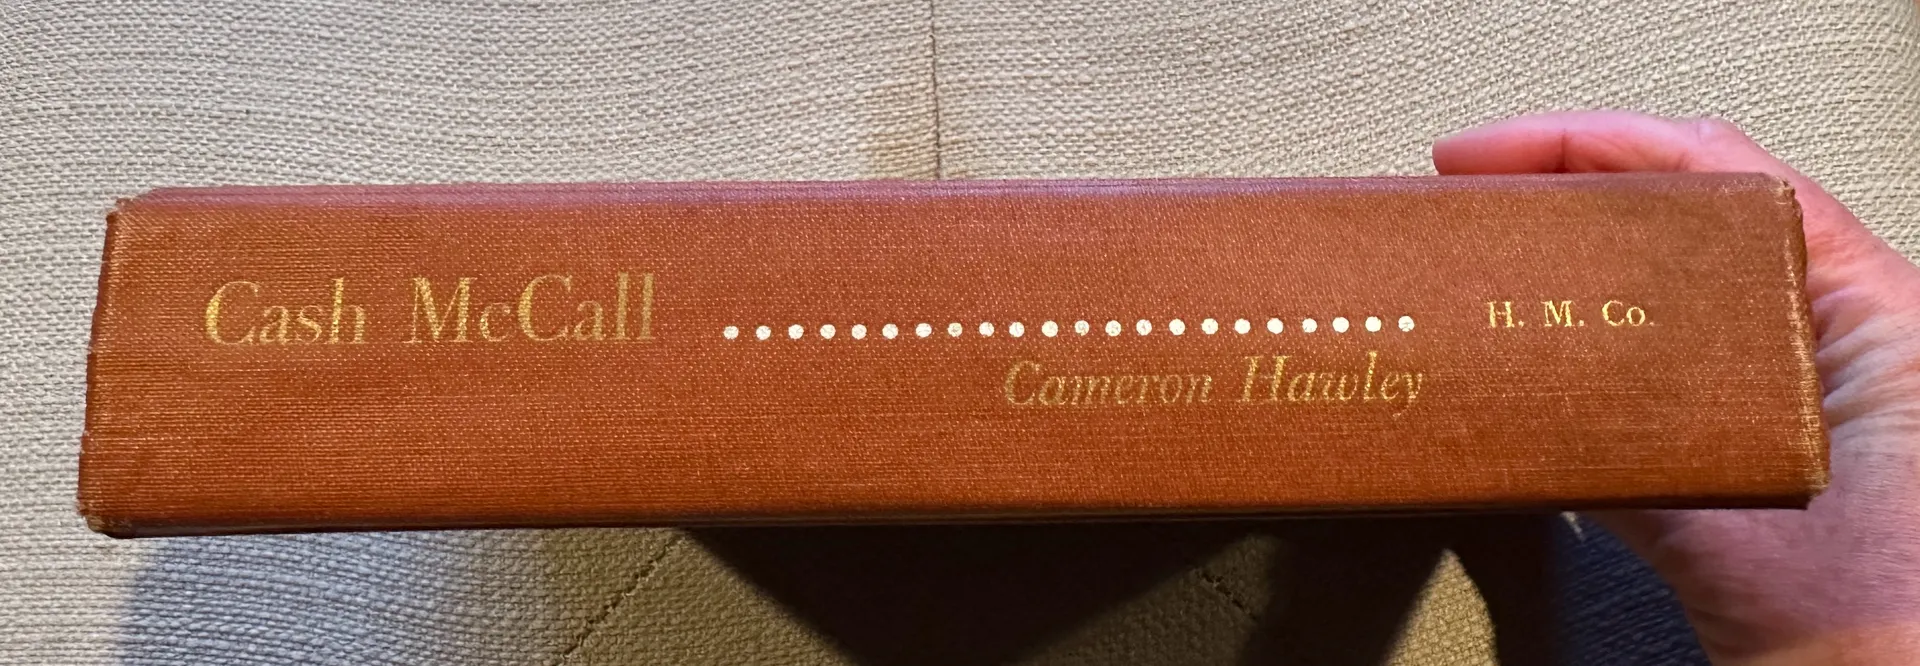 Cash McCall
Cameron Hawley
H. M. Co.